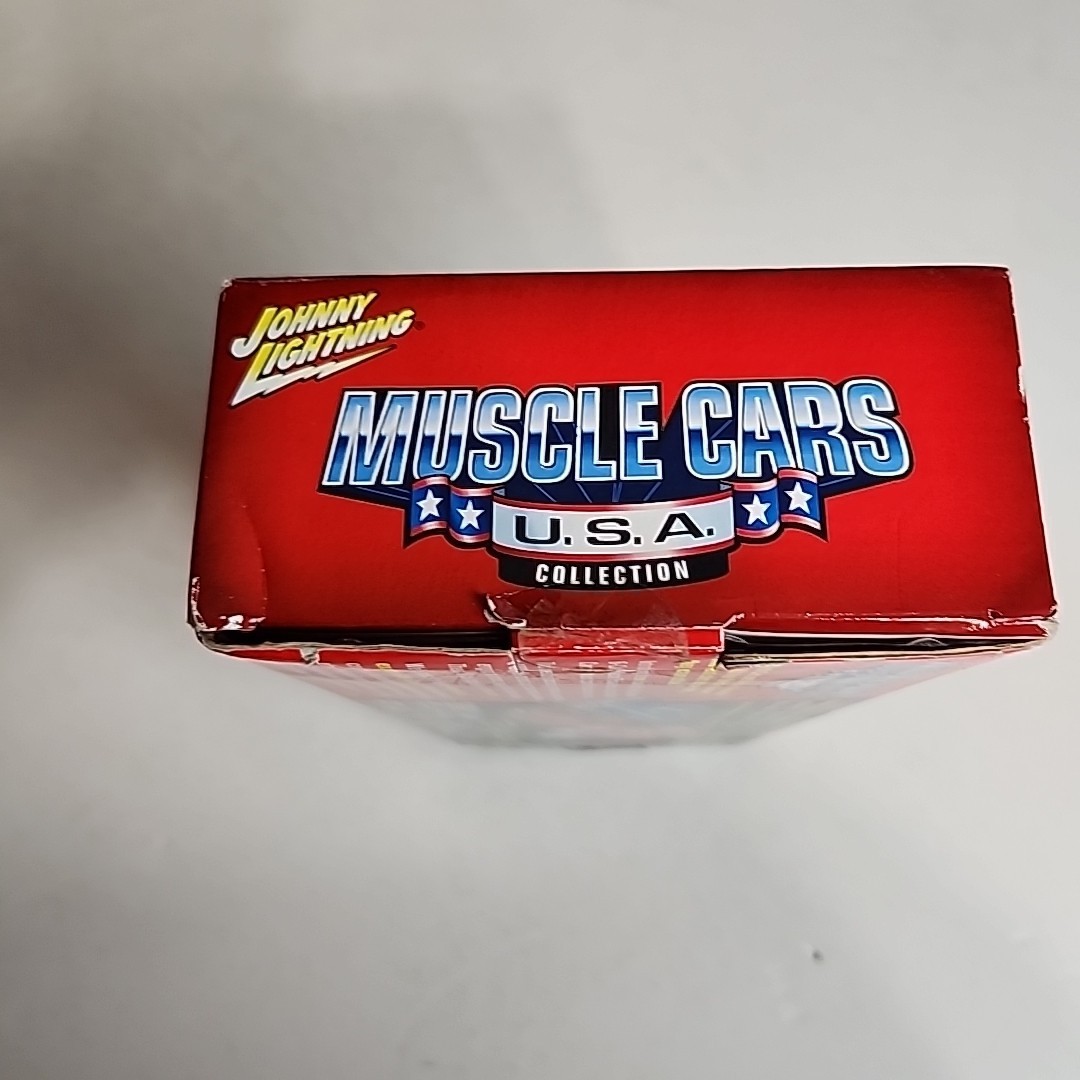 JOHNNY
LIGHTNING®
MUSCLE CARS
U.S.A.
COLLECTION